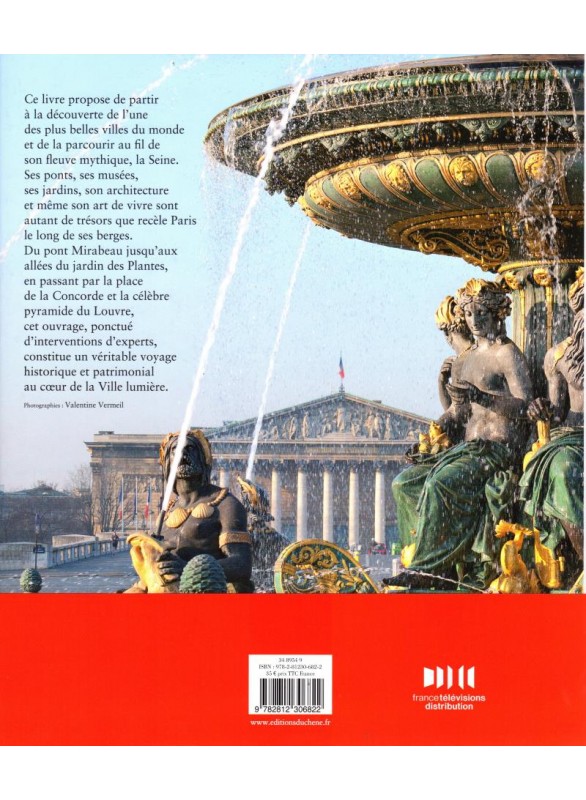 Ce livre propose de partir
à la découverte de l'une
des plus belles villes du monde
et de la parcourir au fil de
son fleuve mythique, la Seine.
Ses ponts, ses musées,
ses jardins, son architecture
et même son art de vivre sont
autant de trésors que recèle Paris
le long de ses berges.
Du pont Mirabeau jusqu'aux
allées du jardin des Plantes,
en passant par la place
de la Concorde et la célèbre
pyramide du Louvre,
cet ouvrage, ponctué
d'interventions d'experts,
constitue un véritable voyage
historique et patrimonial
au cœur de la Ville lumière.
Photographies : Valentine Vermeil
34 8954 9
ISBN : 978-2-81230-682-2
35 € prix TTC France
9 782812 306822
www.editionsduchene.fr
francetélévisions
distribution